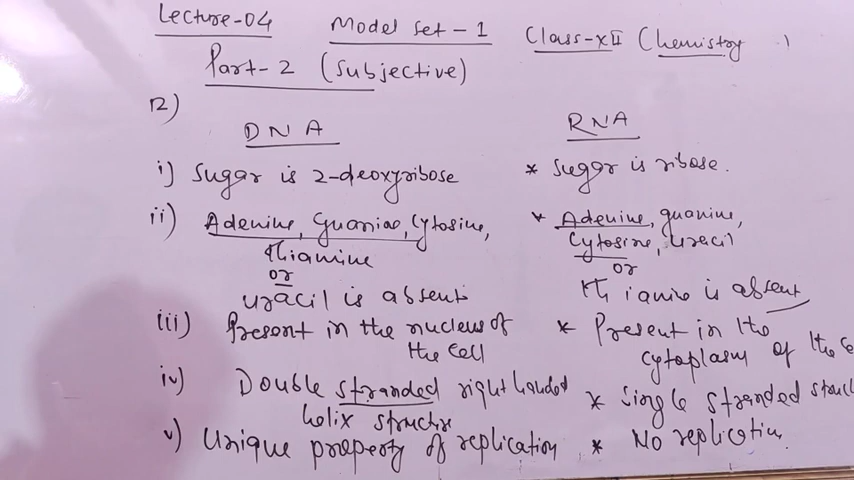 Lecture-04 Model Set-1 Class-XII Chemistry
Part-2 (Subjective)
12)
DNA RNA
i) Sugar is 2-deoxyribose * Sugar is ribose.
ii) Adenine, Guanine, Cytosine, * Adenine, guanine,
Thiamine Cytosine, uracil
or or
uracil is absent Thiamine is absent
iii) Present in the nucleus of * Present in the
the cell cytoplasm of the ce
iv) Double stranded right handed * Single stranded struc
helix structure
v) Unique property of replication * No replication.